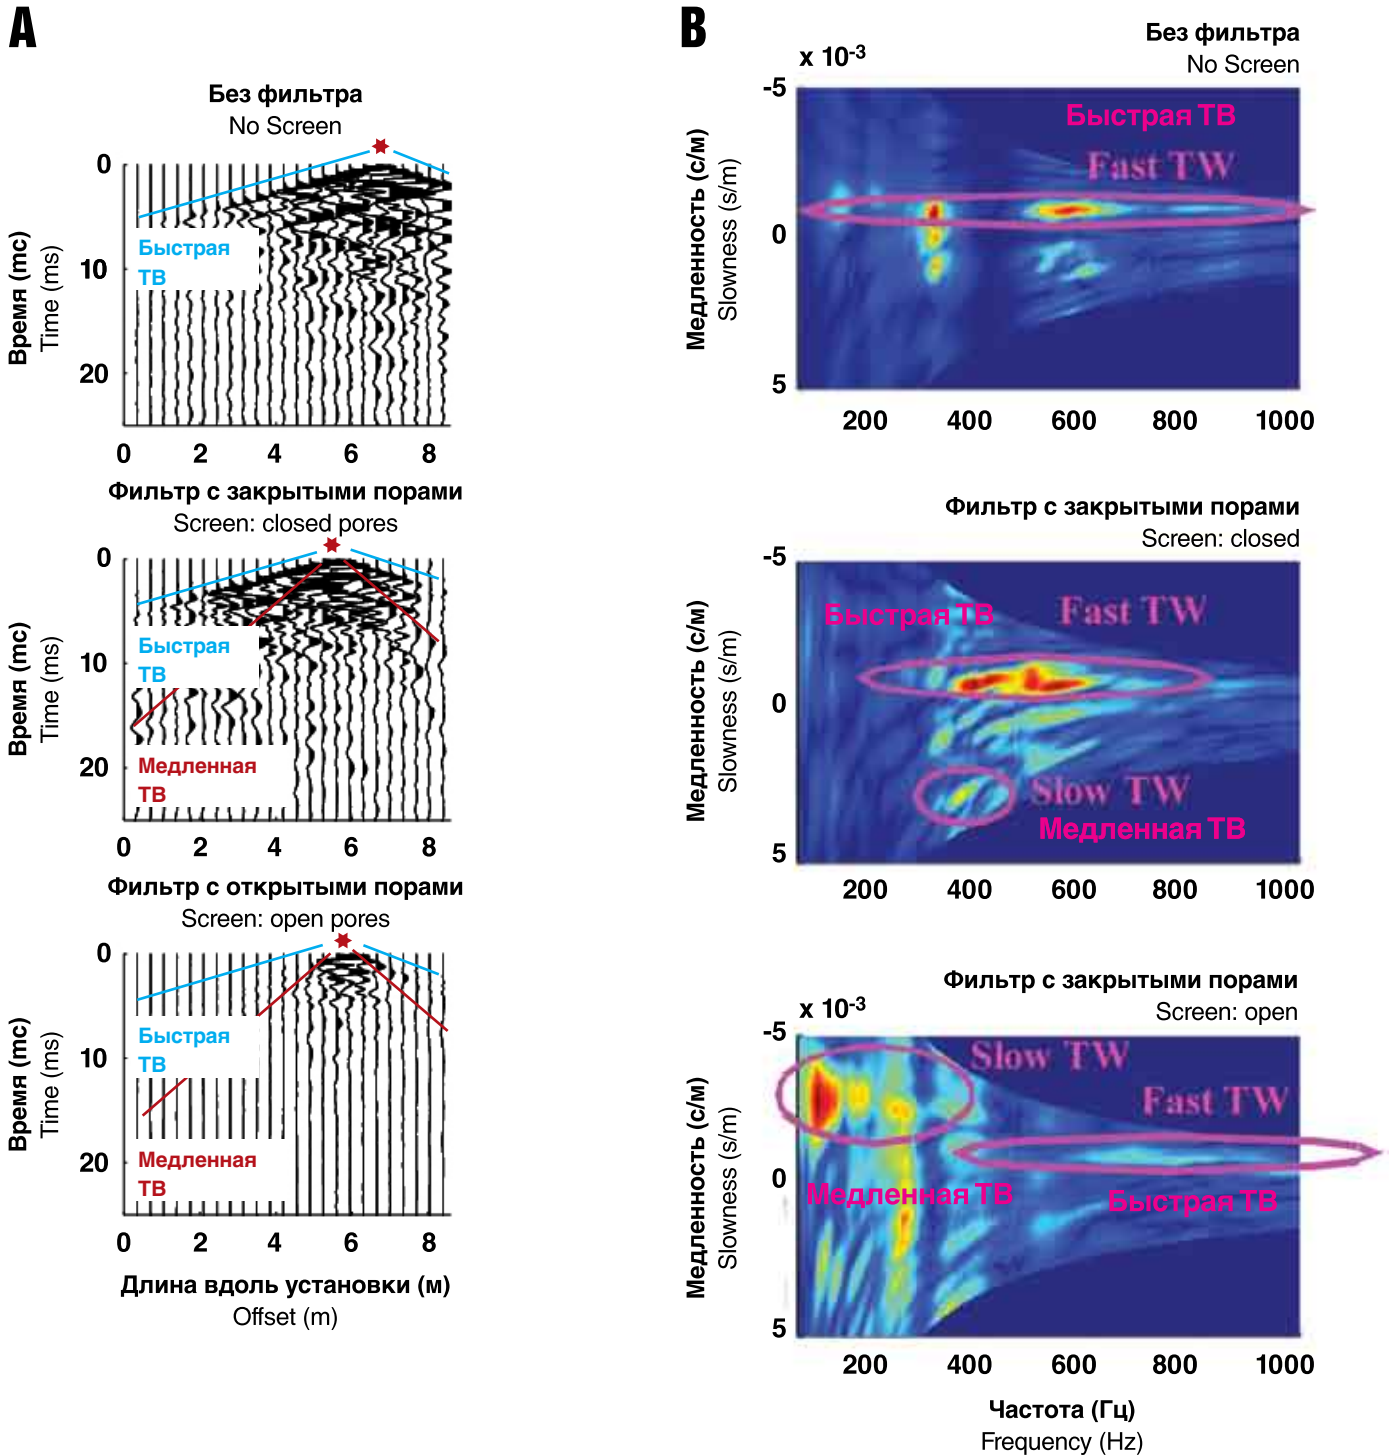 A
Без фильтра
No Screen
0
10
20
Время (mc)
Time (ms)
Быстрая
ТВ
0 2 4 6 8
Фильтр с закрытыми порами
Screen: closed pores
0
10
20
Время (mc)
Time (ms)
Быстрая
ТВ
Медленная
ТВ
0 2 4 6 8
Фильтр с открытыми порами
Screen: open pores
0
10
20
Время (mc)
Time (ms)
Быстрая
ТВ
Медленная
ТВ
0 2 4 6 8
Длина вдоль установки (м)
Offset (m)
B
Без фильтра
No Screen
x 10-3
-5
0
5
Медленность (с/м)
Slowness (s/m)
Быстрая ТВ
Fast TW
200 400 600 800 1000
Фильтр с закрытыми порами
Screen: closed
-5
0
5
Медленность (с/м)
Slowness (s/m)
Быстрая ТВ
Fast TW
Slow TW
Медленная ТВ
200 400 600 800 1000
Фильтр с закрытыми порами
Screen: open
x 10-3
-5
0
5
Медленность (с/м)
Slowness (s/m)
Slow TW
Fast TW
Медленная ТВ
Быстрая ТВ
200 400 600 800 1000
Частота (Гц)
Frequency (Hz)